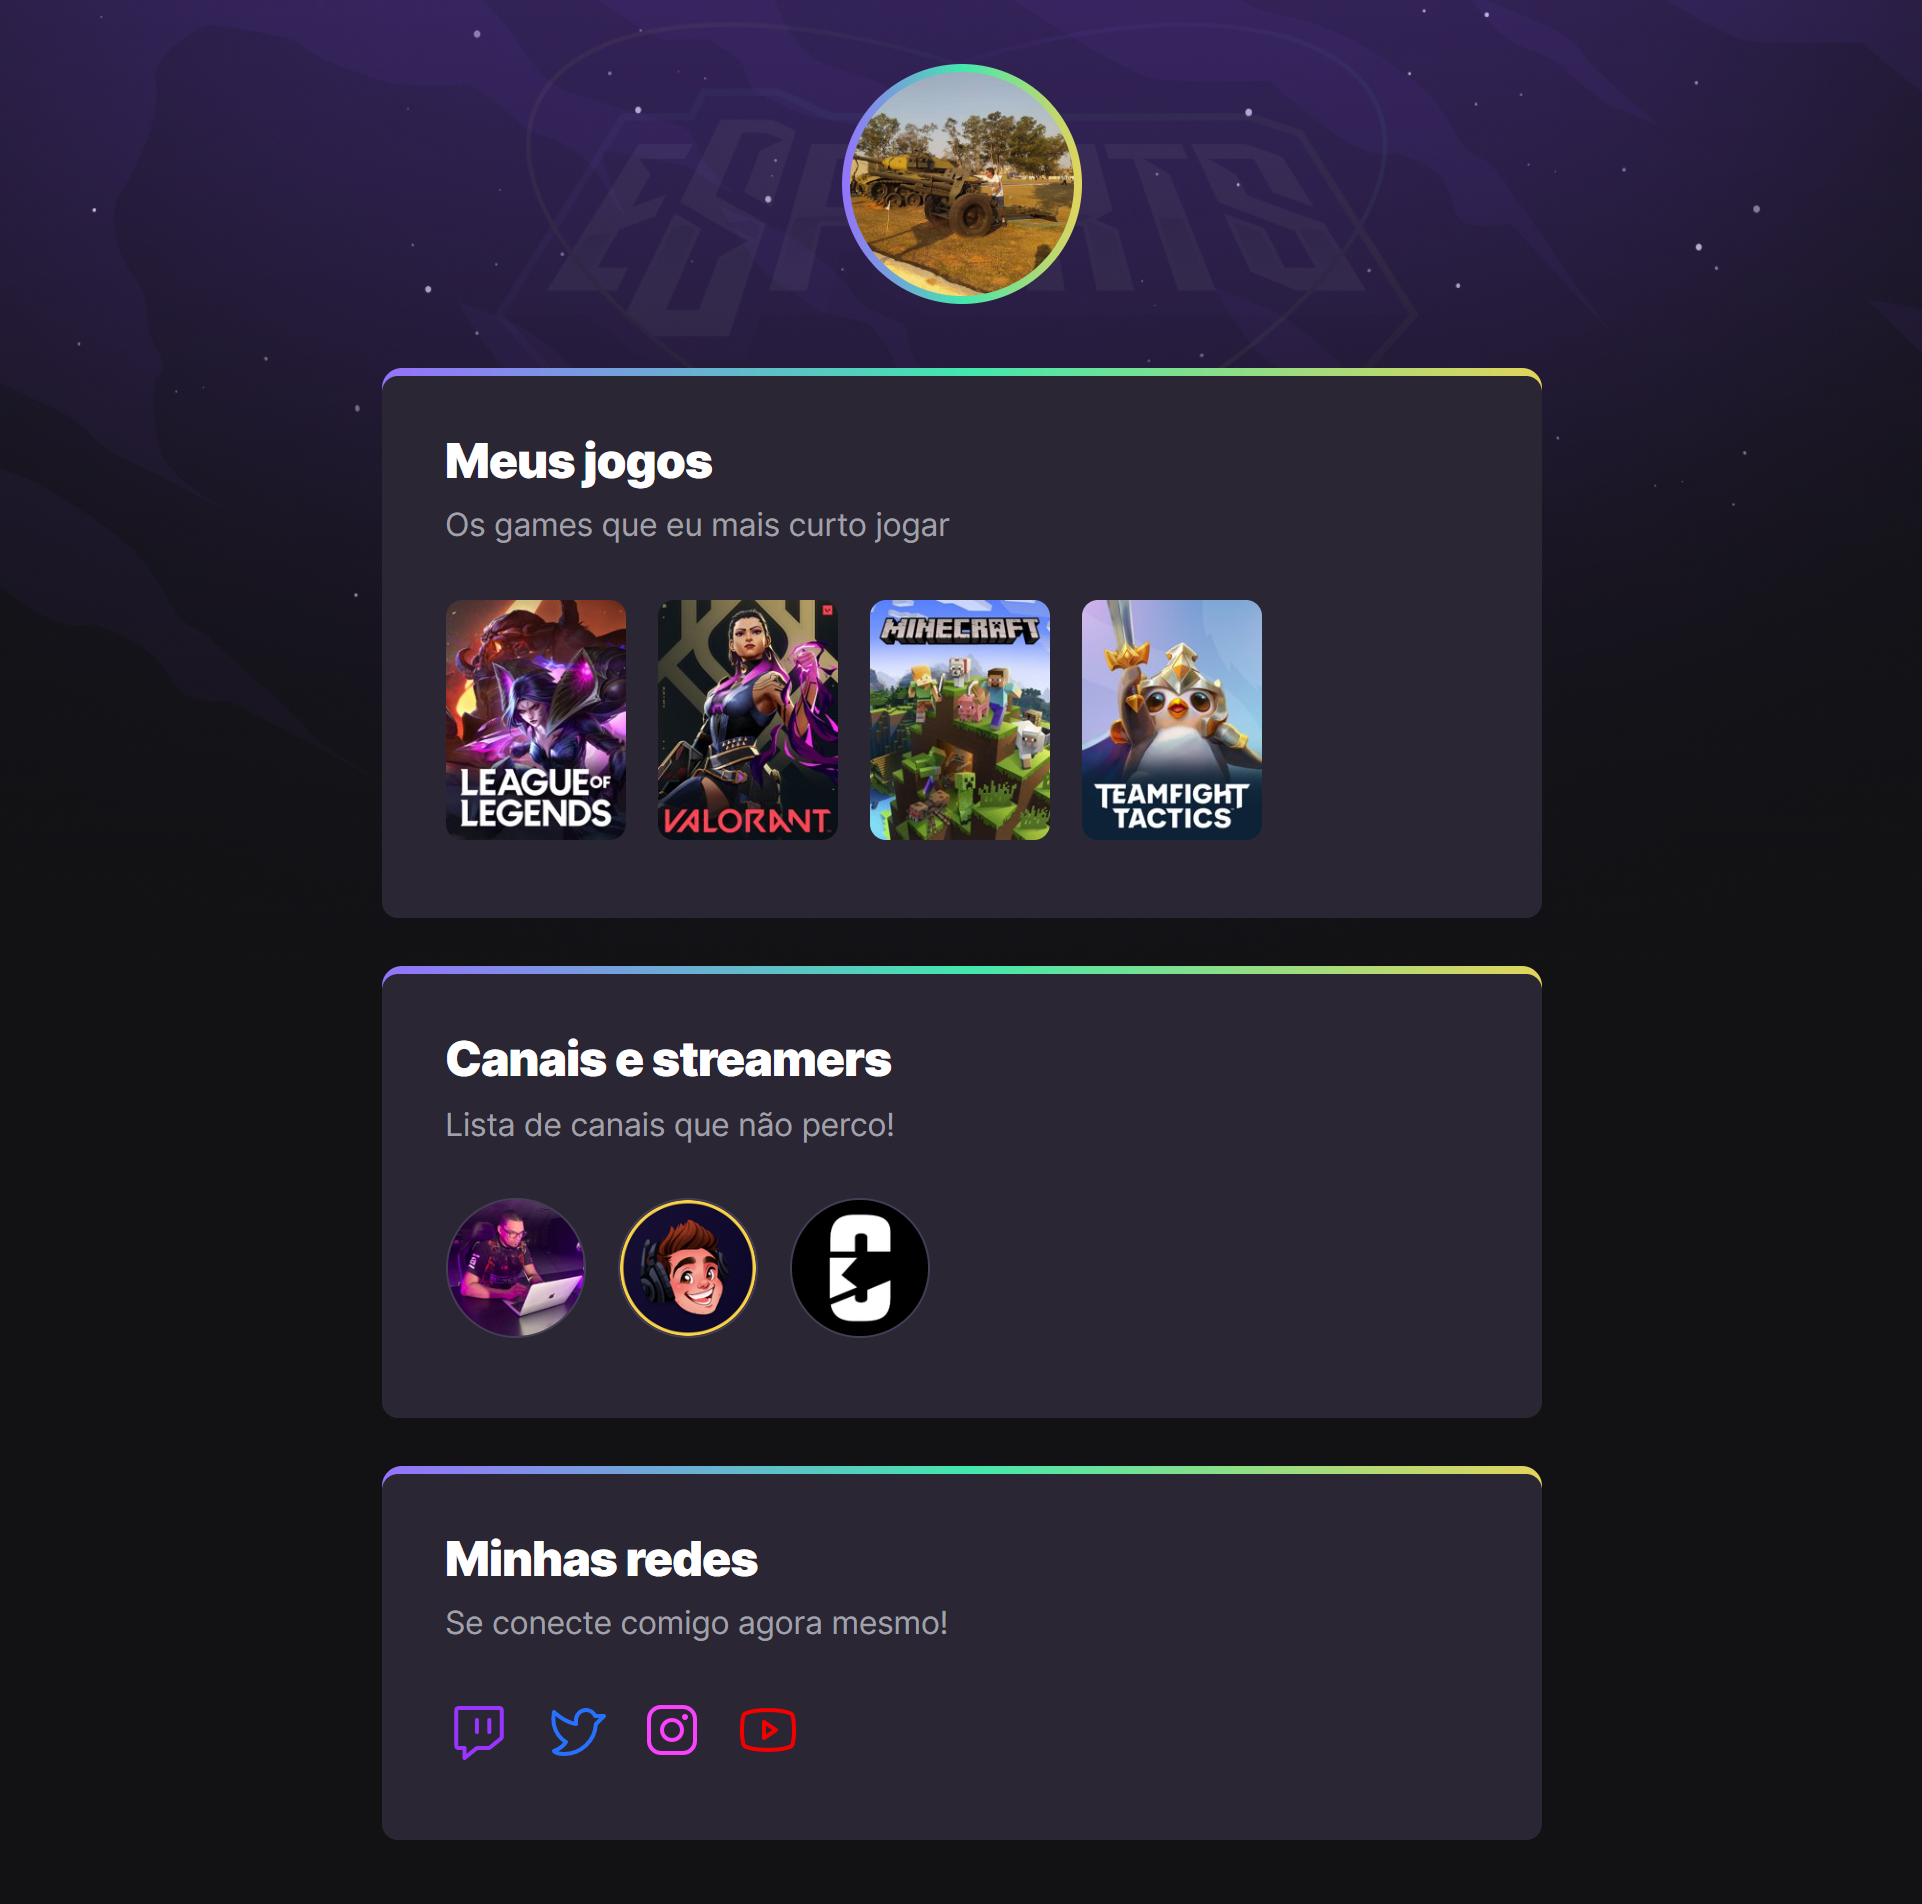 ESPORTS
Meus jogos
Os games que eu mais curto jogar
LEAGUE OF
LEGENDS
VALORANT
MINECRAFT
TEAMFIGHT
TACTICS
Canais e streamers
Lista de canais que não perco!
Minhas redes
Se conecte comigo agora mesmo!